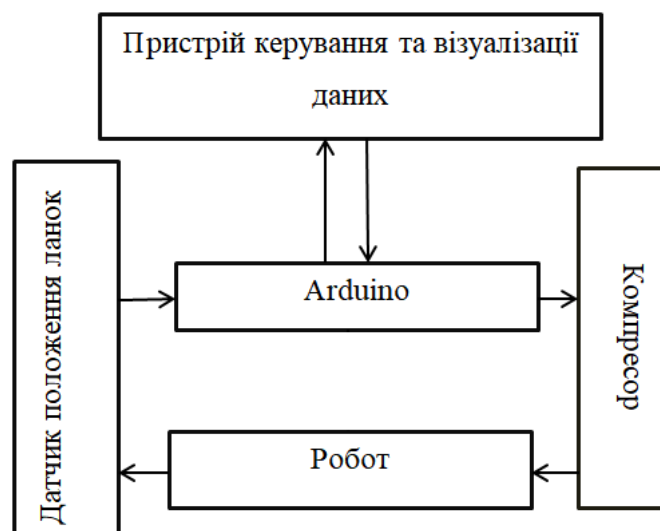 Пристрій керування та візуалізації
даних
Датчик положення ланок
Arduino
Компресор
Робот